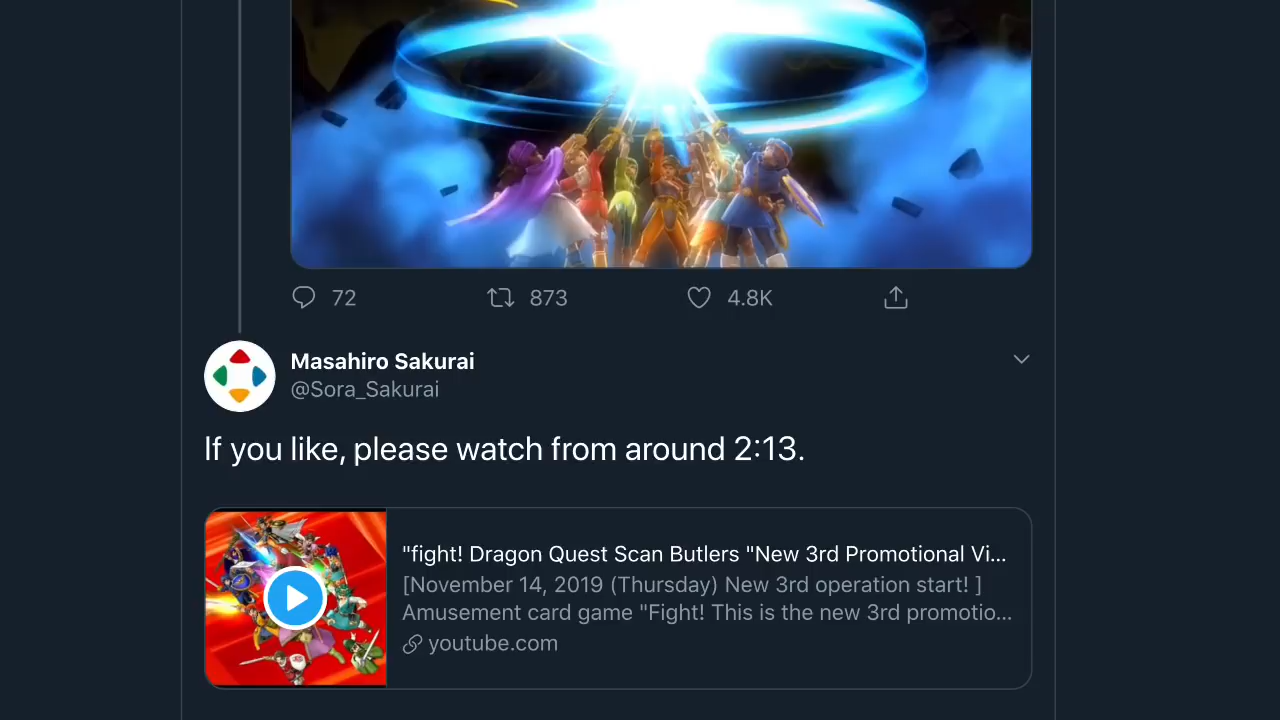 72 873 4.8K
Masahiro Sakurai
@Sora_Sakurai
If you like, please watch from around 2:13.
"fight! Dragon Quest Scan Butlers "New 3rd Promotional Vi...
[November 14, 2019 (Thursday) New 3rd operation start! ]
Amusement card game "Fight! This is the new 3rd promotio...
youtube.com